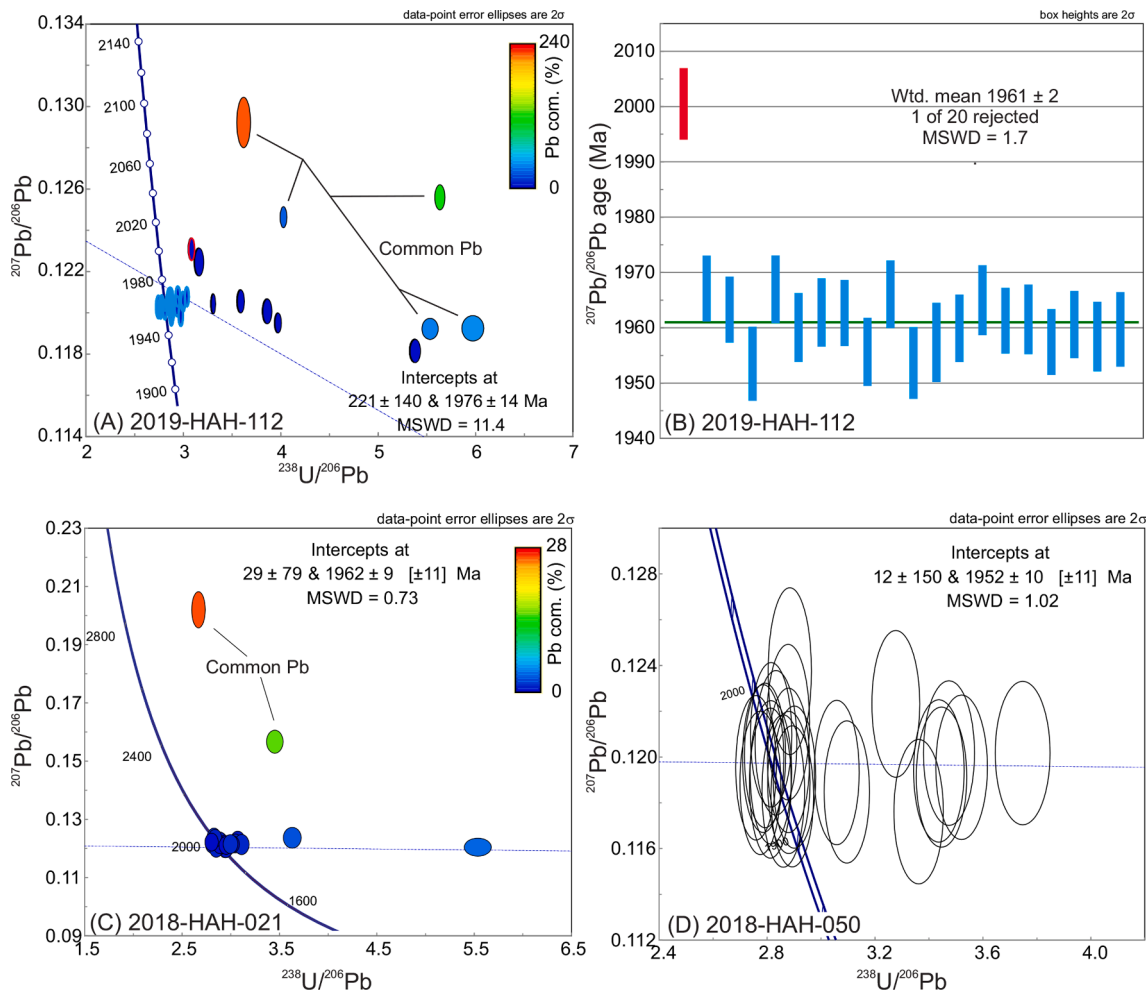 data-point error ellipses are 2σ
0.134
0.130
0.126
0.122
0.118
0.114
207Pb/206Pb
2140
2100
2060
2020
1980
1940
1900
240
Pb com. (%)
0
Common Pb
Intercepts at
221 ± 140 & 1976 ± 14 Ma
MSWD = 11.4
(A) 2019-HAH-112
2 3 4 5 6 7
238U/206Pb
box heights are 2σ
2010
2000
1990
1980
1970
1960
1950
1940
207Pb/206Pb age (Ma)
Wtd. mean 1961 ± 2
1 of 20 rejected
MSWD = 1.7
(B) 2019-HAH-112
data-point error ellipses are 2σ
0.23
0.21
0.19
0.17
0.15
0.13
0.11
0.09
207Pb/206Pb
Intercepts at
29 ± 79 & 1962 ± 9 [±11] Ma
MSWD = 0.73
28
Pb com. (%)
0
2800
Common Pb
2400
2000
1600
(C) 2018-HAH-021
1.5 2.5 3.5 4.5 5.5 6.5
238U/206Pb
data-point error ellipses are 2σ
0.128
0.124
0.120
0.116
0.112
207Pb/206Pb
Intercepts at
12 ± 150 & 1952 ± 10 [±11] Ma
MSWD = 1.02
2000
1900
(D) 2018-HAH-050
2.4 2.8 3.2 3.6 4.0
238U/206Pb